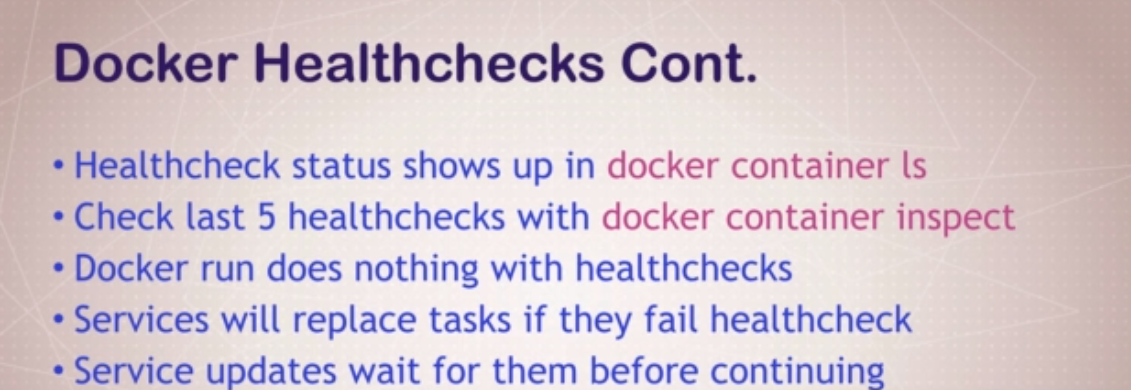 Docker Healthchecks Cont.
• Healthcheck status shows up in docker container ls
• Check last 5 healthchecks with docker container inspect
• Docker run does nothing with healthchecks
• Services will replace tasks if they fail healthcheck
• Service updates wait for them before continuing